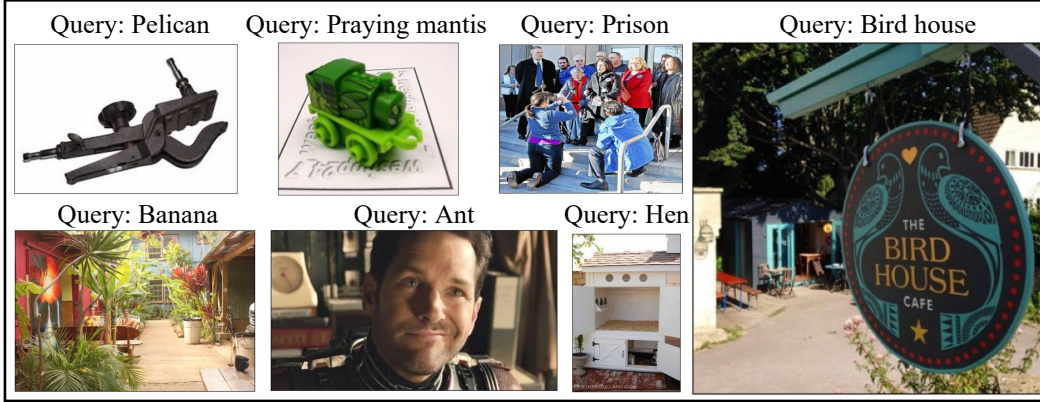 Query: Pelican
Query: Praying mantis
Query: Prison
Query: Bird house
THE
BIRD
HOUSE
CAFE
Query: Banana
Query: Ant
Query: Hen